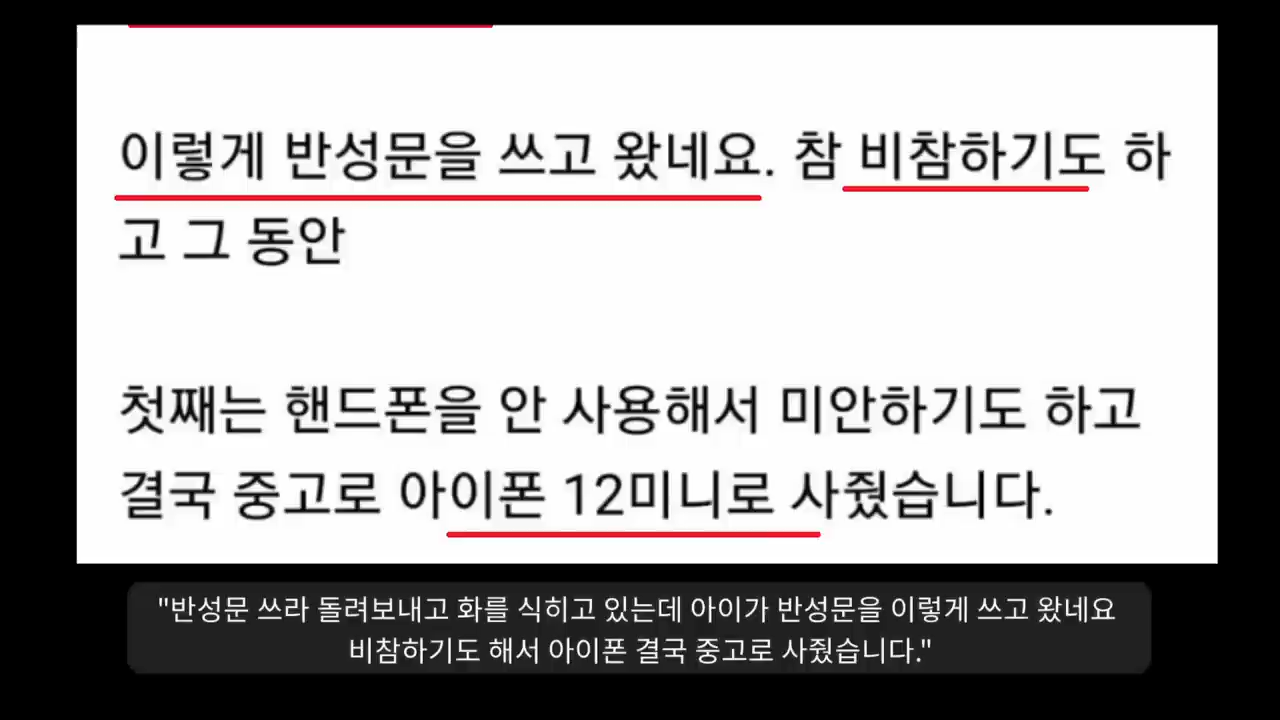 이렇게 반성문을 쓰고 왔네요. 참 비참하기도 하
고 그 동안
첫째는 핸드폰을 안 사용해서 미안하기도 하고
결국 중고로 아이폰 12미니로 사줬습니다.
"반성문 쓰라 돌려보내고 화를 식히고 있는데 아이가 반성문을 이렇게 쓰고 왔네요
비참하기도 해서 아이폰 결국 중고로 사줬습니다."